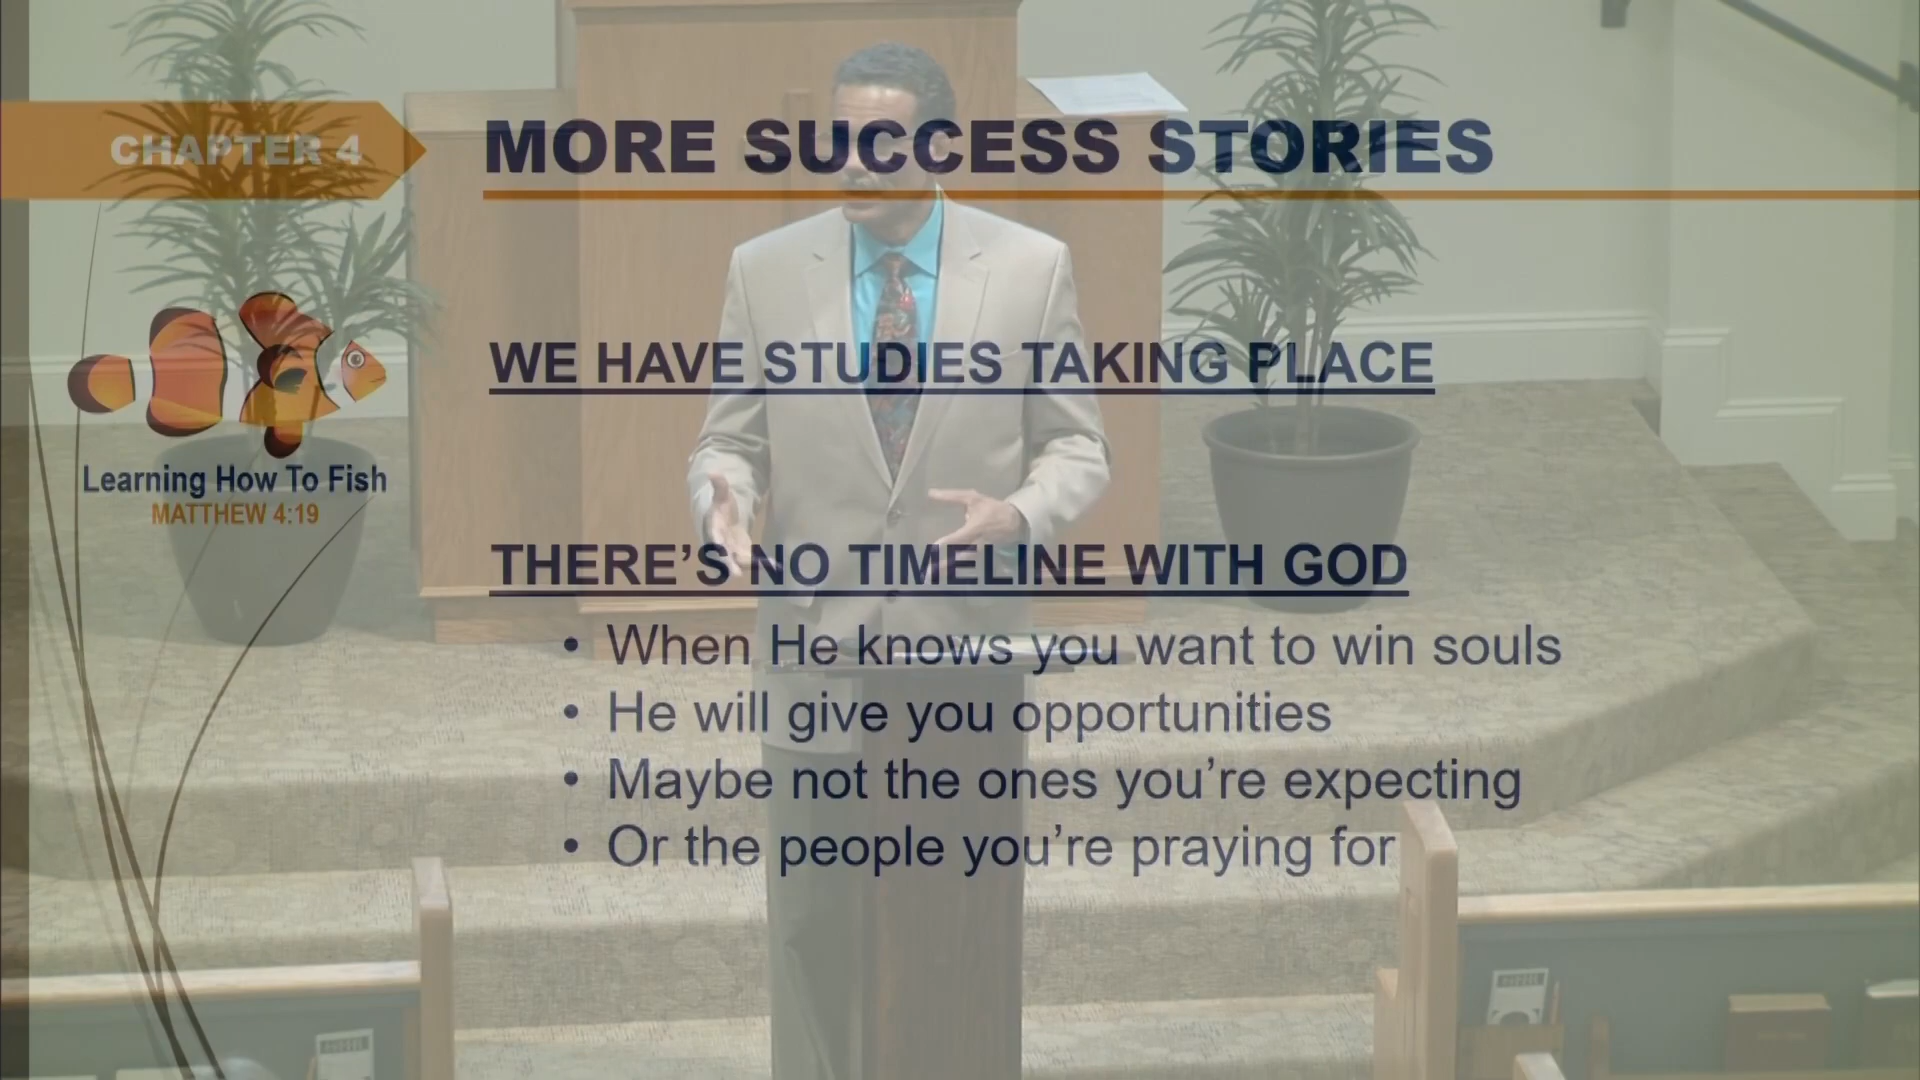 CHAPTER 4
MORE SUCCESS STORIES
WE HAVE STUDIES TAKING PLACE
Learning How To Fish
MATTHEW 4:19
THERE'S NO TIMELINE WITH GOD
• When He knows you want to win souls
• He will give you opportunities
• Maybe not the ones you're expecting
• Or the people you're praying for